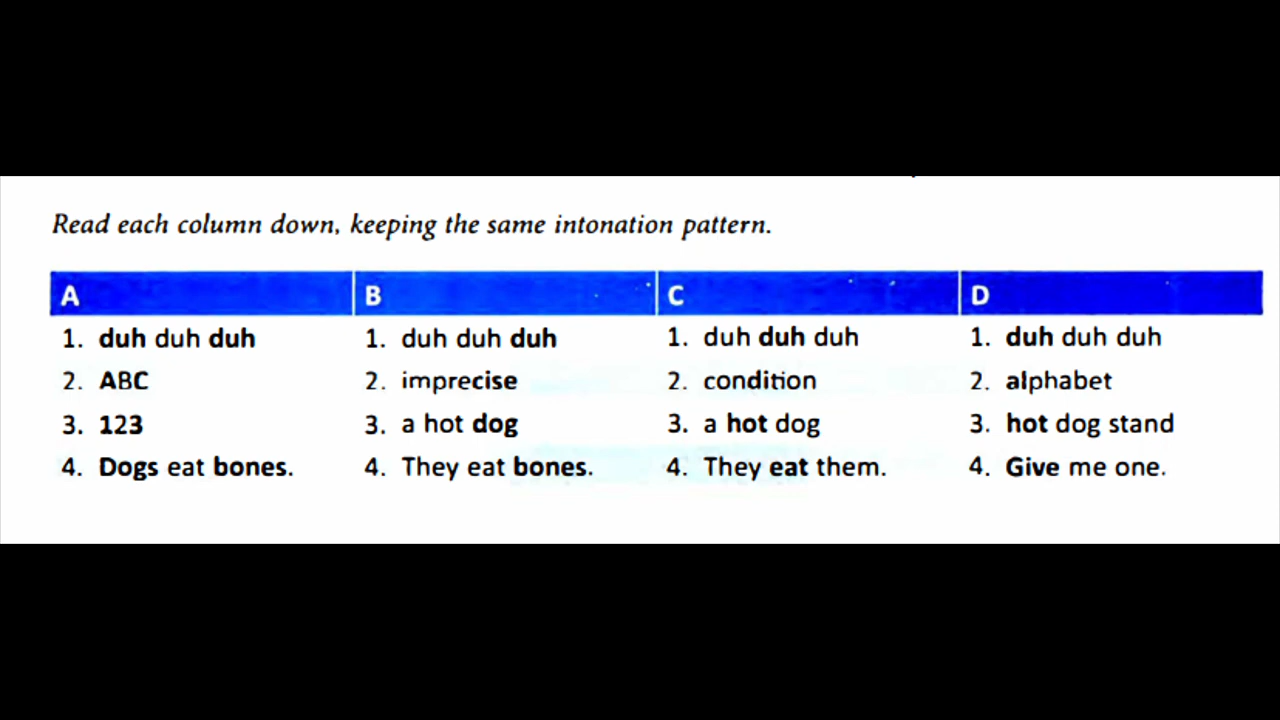 Read each column down, keeping the same intonation pattern.
A B C D
1. duh duh duh 1. duh duh duh 1. duh duh duh 1. duh duh duh
2. ABC 2. imprecise 2. condition 2. alphabet
3. 123 3. a hot dog 3. a hot dog 3. hot dog stand
4. Dogs eat bones. 4. They eat bones. 4. They eat them. 4. Give me one.